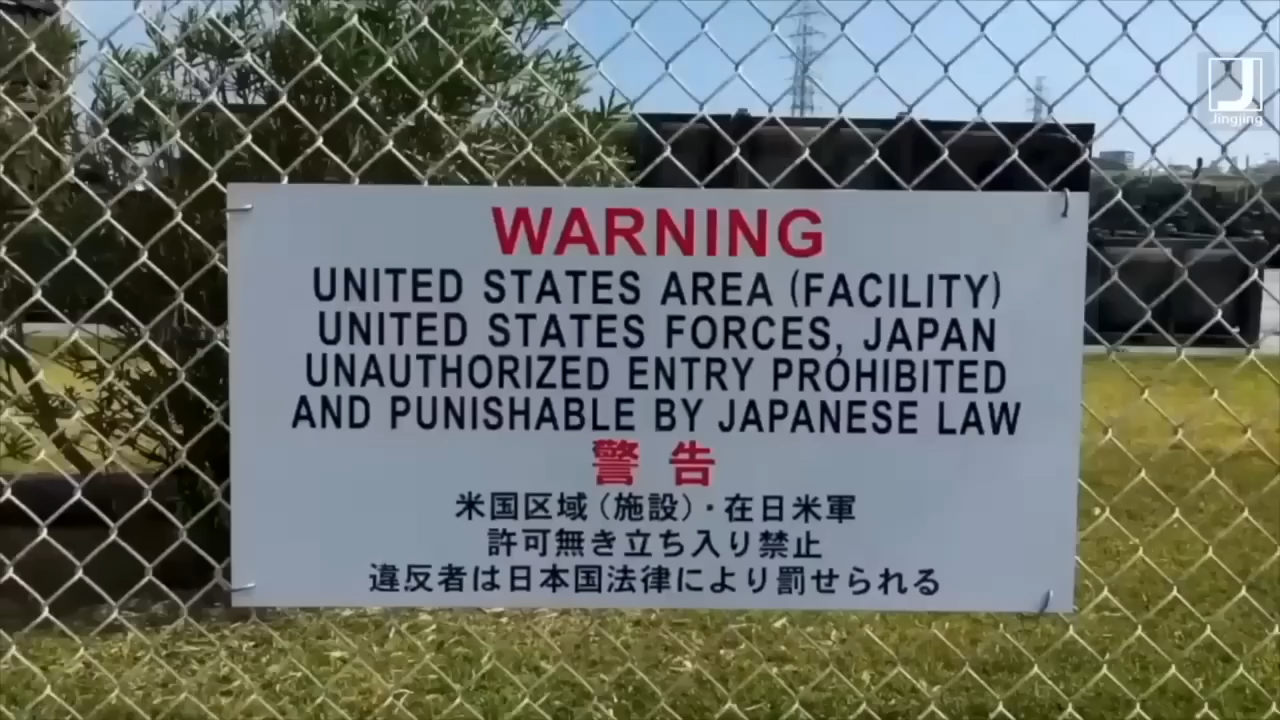 J
Jingjing
WARNING
UNITED STATES AREA (FACILITY)
UNITED STATES FORCES, JAPAN
UNAUTHORIZED ENTRY PROHIBITED
AND PUNISHABLE BY JAPANESE LAW
警告
米国区域(施設)・在日米軍
許可無き立ち入り禁止
違反者は日本国法律により罰せられる